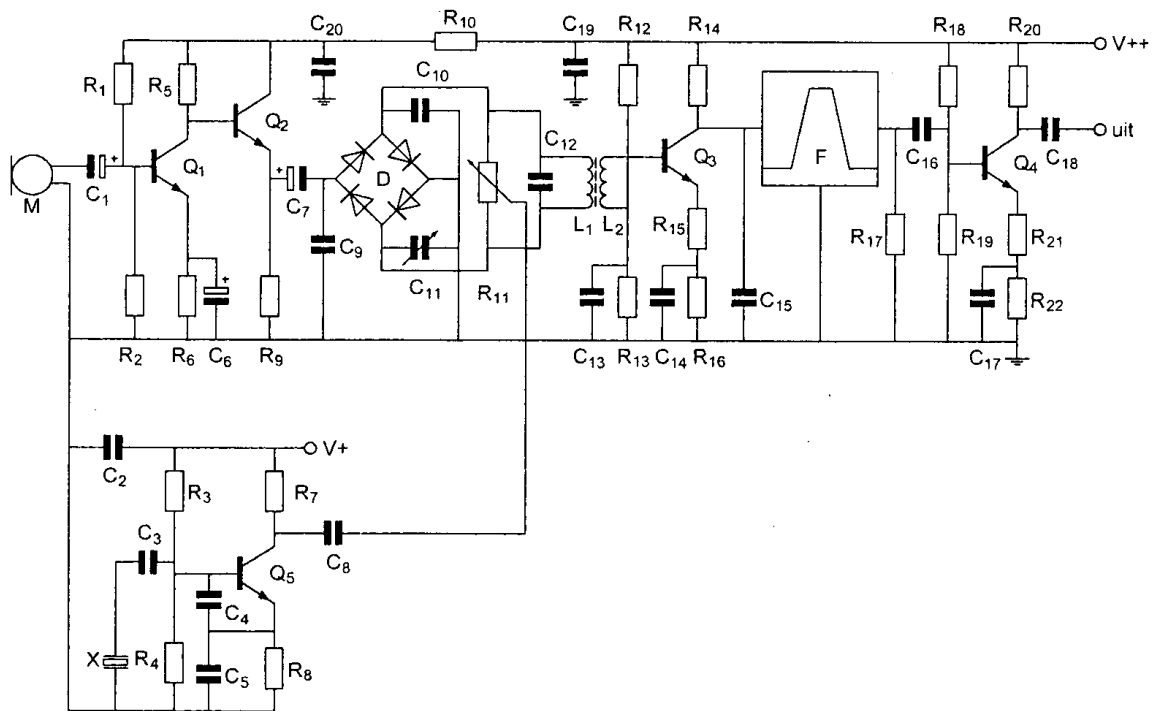 C20 R10 C19 R12 R14 R18 R20
V++
R1 R5 C10
Q2 C12 Q3 F C16 Q4 C18 uit
M C1 + Q1 + C7 D
C9 L1 L2 R15 R17 R19 R21
+ C11 R11 C15 R22
R2 R6 C6 R9 C13 R13 C14 R16 C17
C2 V+
R3 R7
C3 C8
Q5
C4
X R4 C5 R8